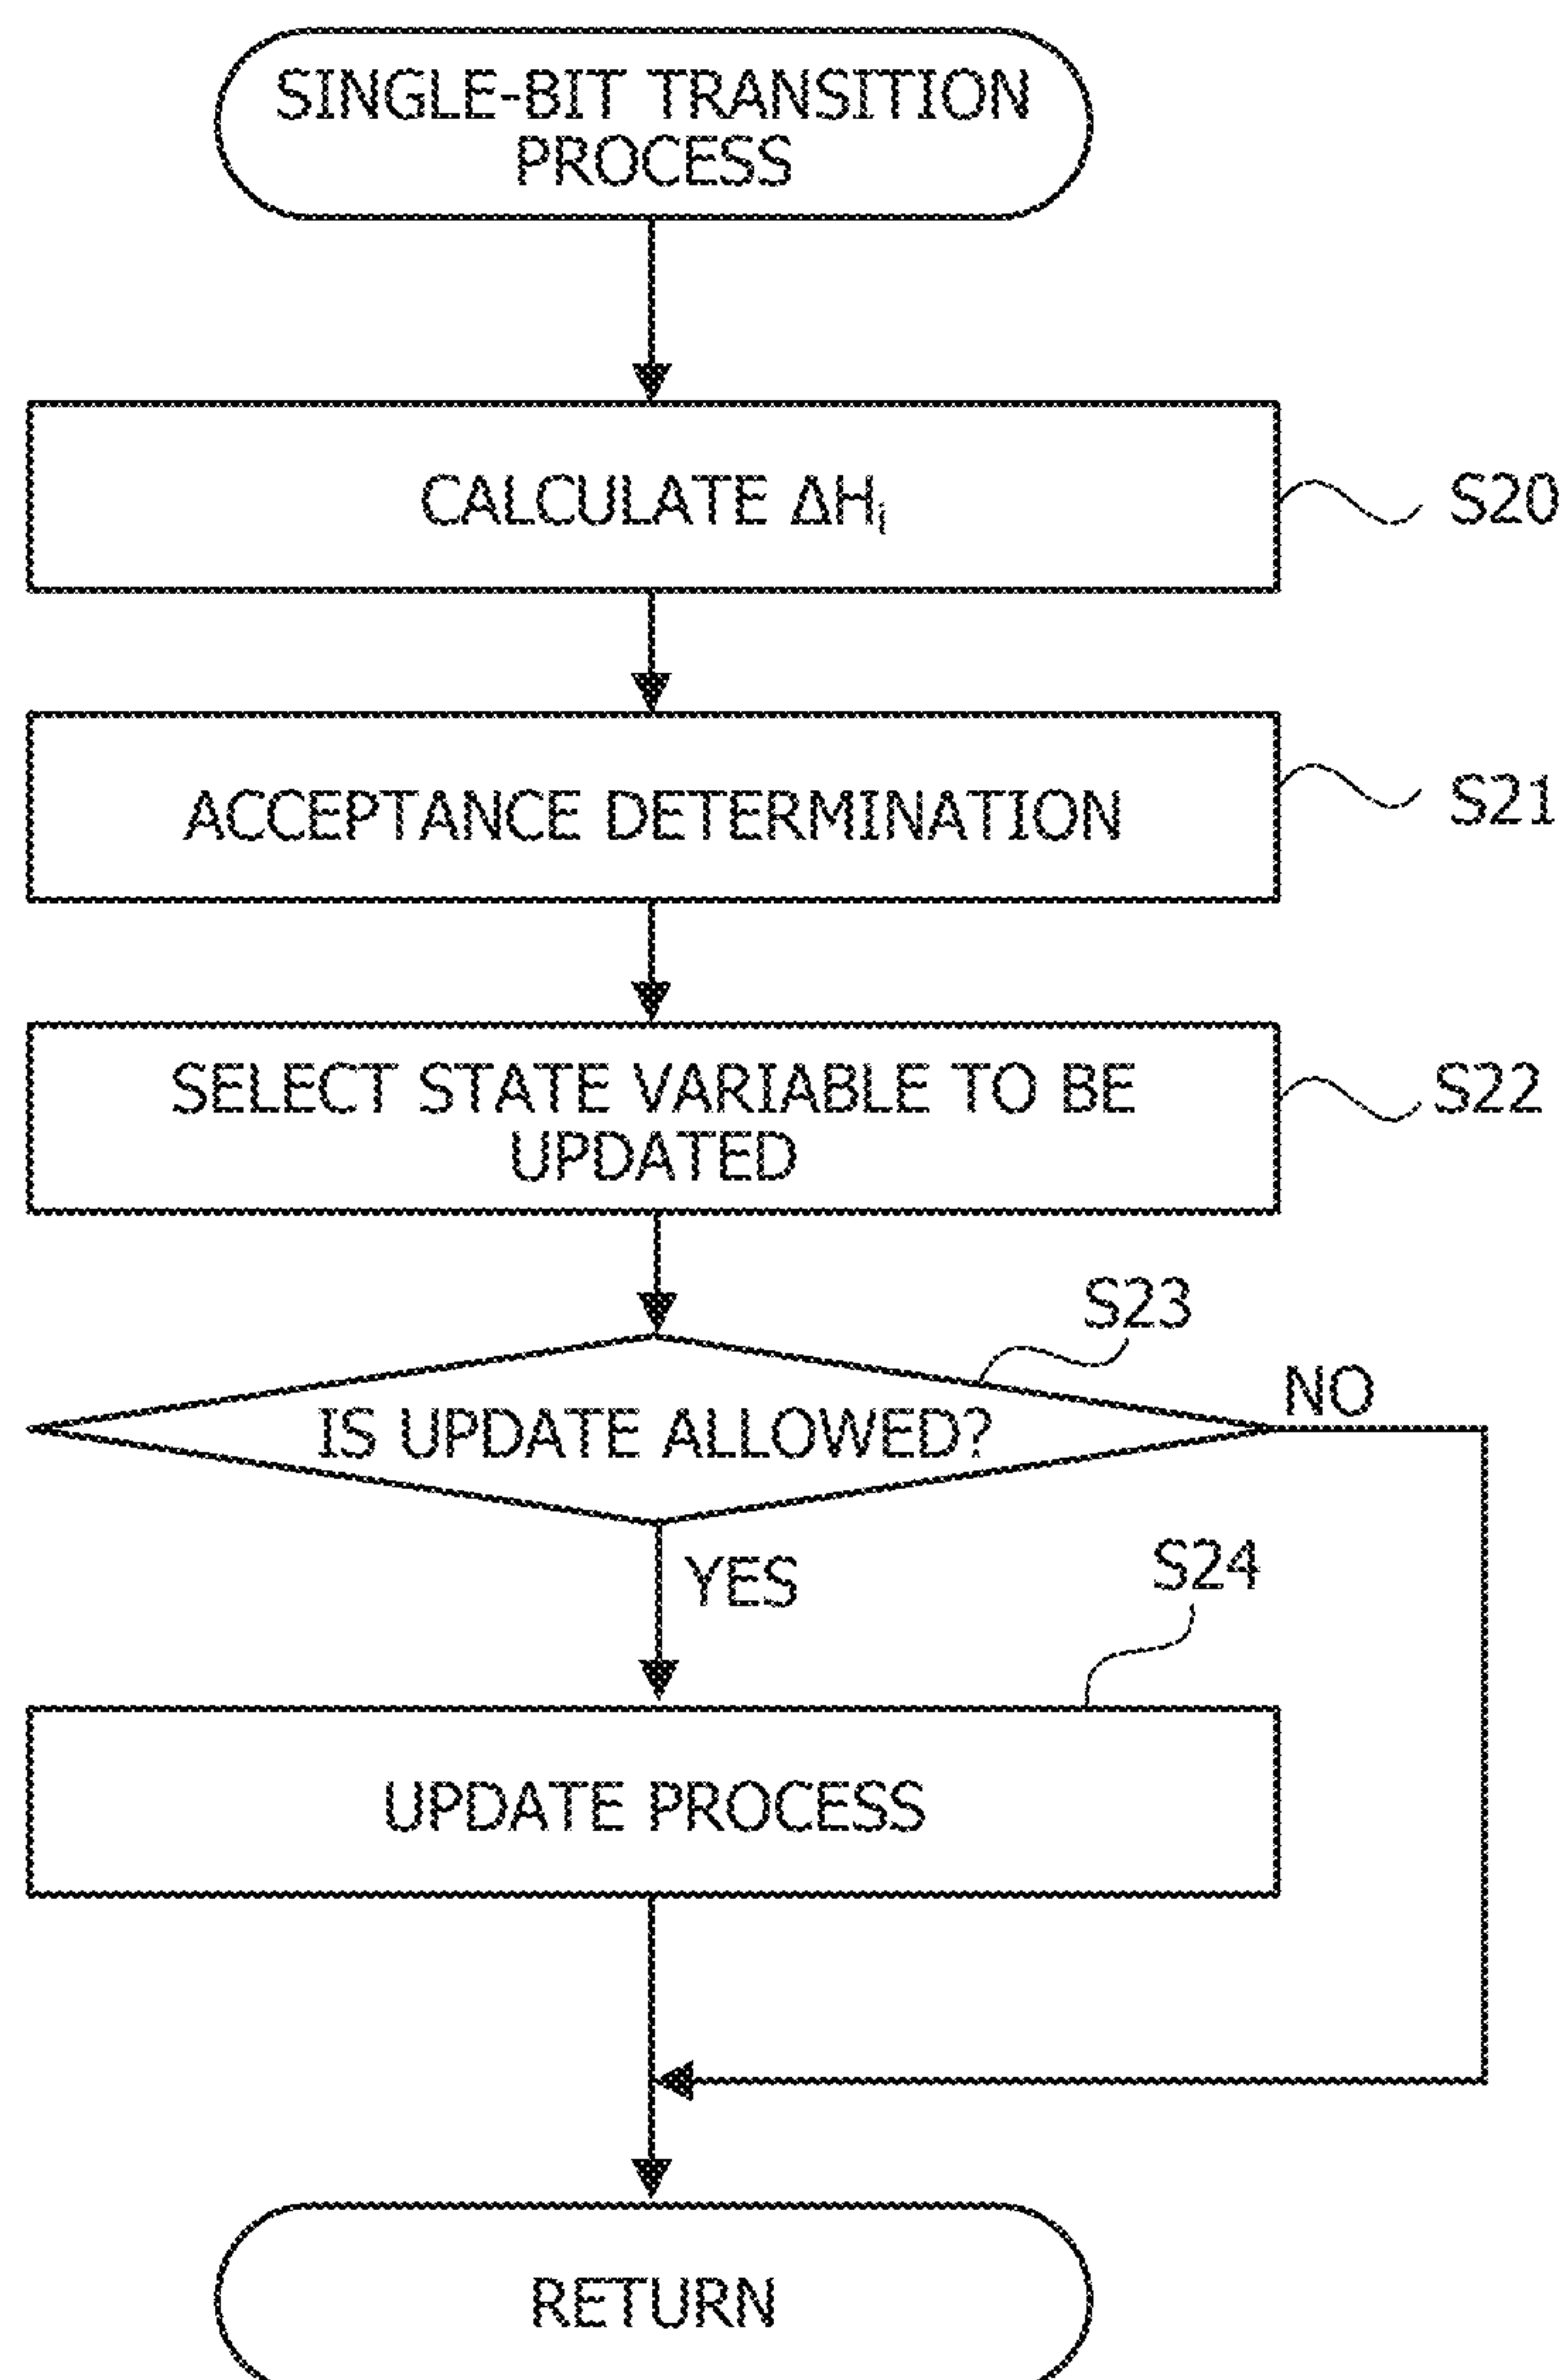 SINGLE-BIT TRANSITION
PROCESS
CALCULATE ΔHᵢ
S20
ACCEPTANCE DETERMINATION
S21
SELECT STATE VARIABLE TO BE
UPDATED
S22
S23
IS UPDATE ALLOWED?
NO
YES
S24
UPDATE PROCESS
RETURN